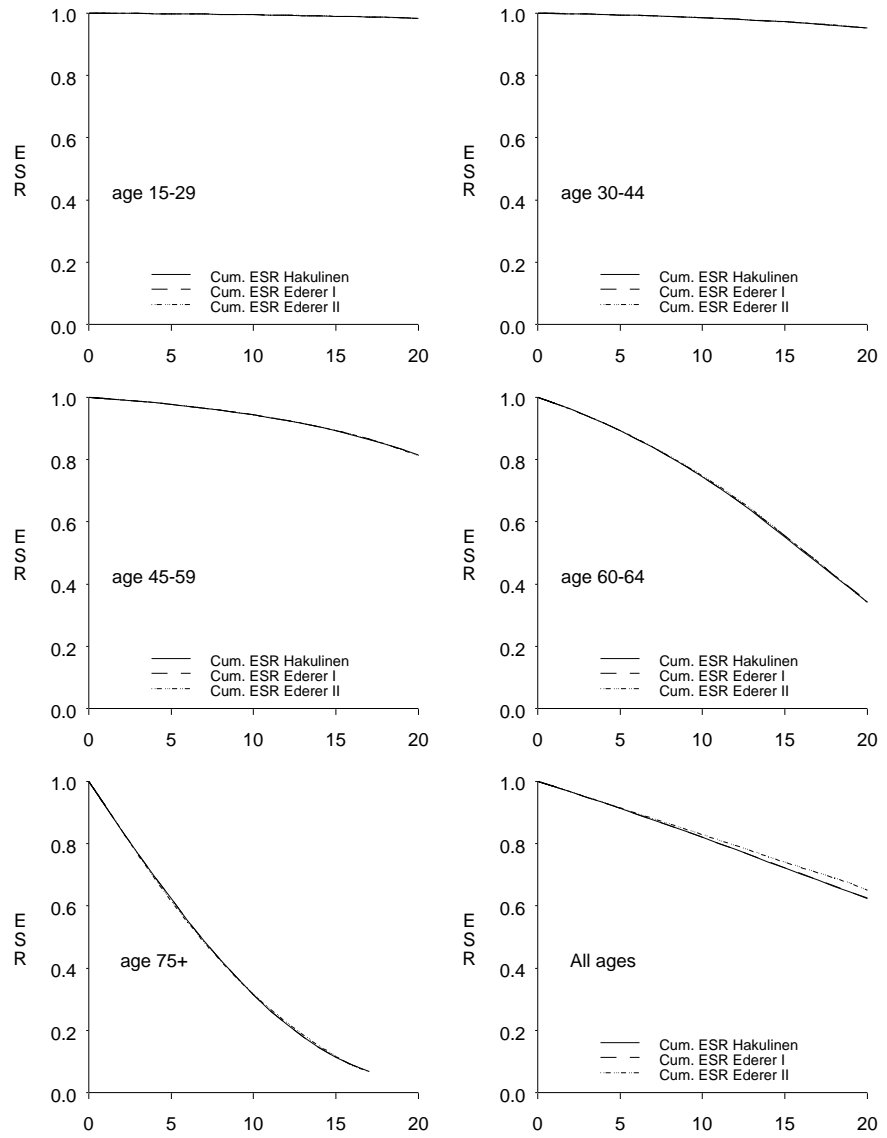 1.0
0.8
0.6
0.4
0.2
0.0
E
S
R
age 15-29
Cum. ESR Hakulinen
Cum. ESR Ederer I
Cum. ESR Ederer II
0 5 10 15 20
1.0
0.8
0.6
0.4
0.2
0.0
E
S
R
age 30-44
Cum. ESR Hakulinen
Cum. ESR Ederer I
Cum. ESR Ederer II
0 5 10 15 20
1.0
0.8
0.6
0.4
0.2
0.0
E
S
R
age 45-59
Cum. ESR Hakulinen
Cum. ESR Ederer I
Cum. ESR Ederer II
0 5 10 15 20
1.0
0.8
0.6
0.4
0.2
0.0
E
S
R
age 60-64
Cum. ESR Hakulinen
Cum. ESR Ederer I
Cum. ESR Ederer II
0 5 10 15 20
1.0
0.8
0.6
0.4
0.2
0.0
E
S
R
age 75+
0 5 10 15 20
1.0
0.8
0.6
0.4
0.2
0.0
E
S
R
All ages
Cum. ESR Hakulinen
Cum. ESR Ederer I
Cum. ESR Ederer II
0 5 10 15 20